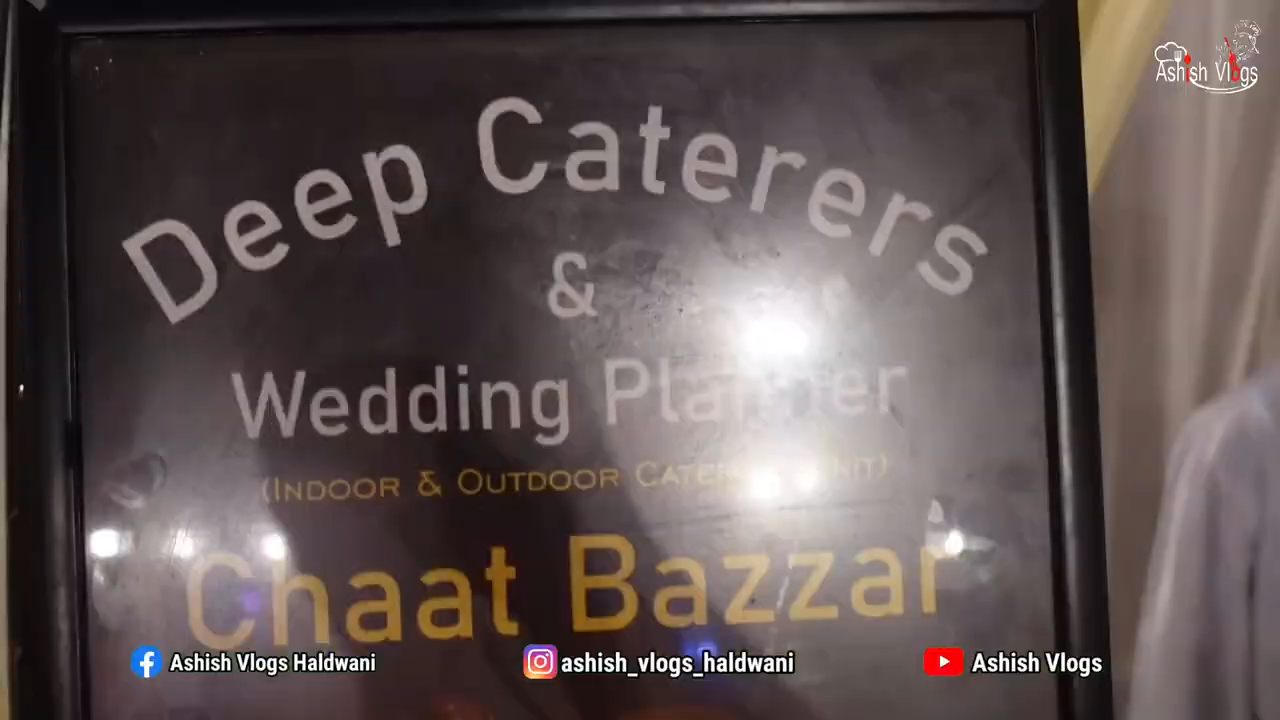 Ashish Vlogs
Deep Caterers
&
Wedding Planner
(INDOOR & OUTDOOR
Chaat Bazzar
Ashish Vlogs Haldwani
ashish_vlogs_haldwani
Ashish Vlogs